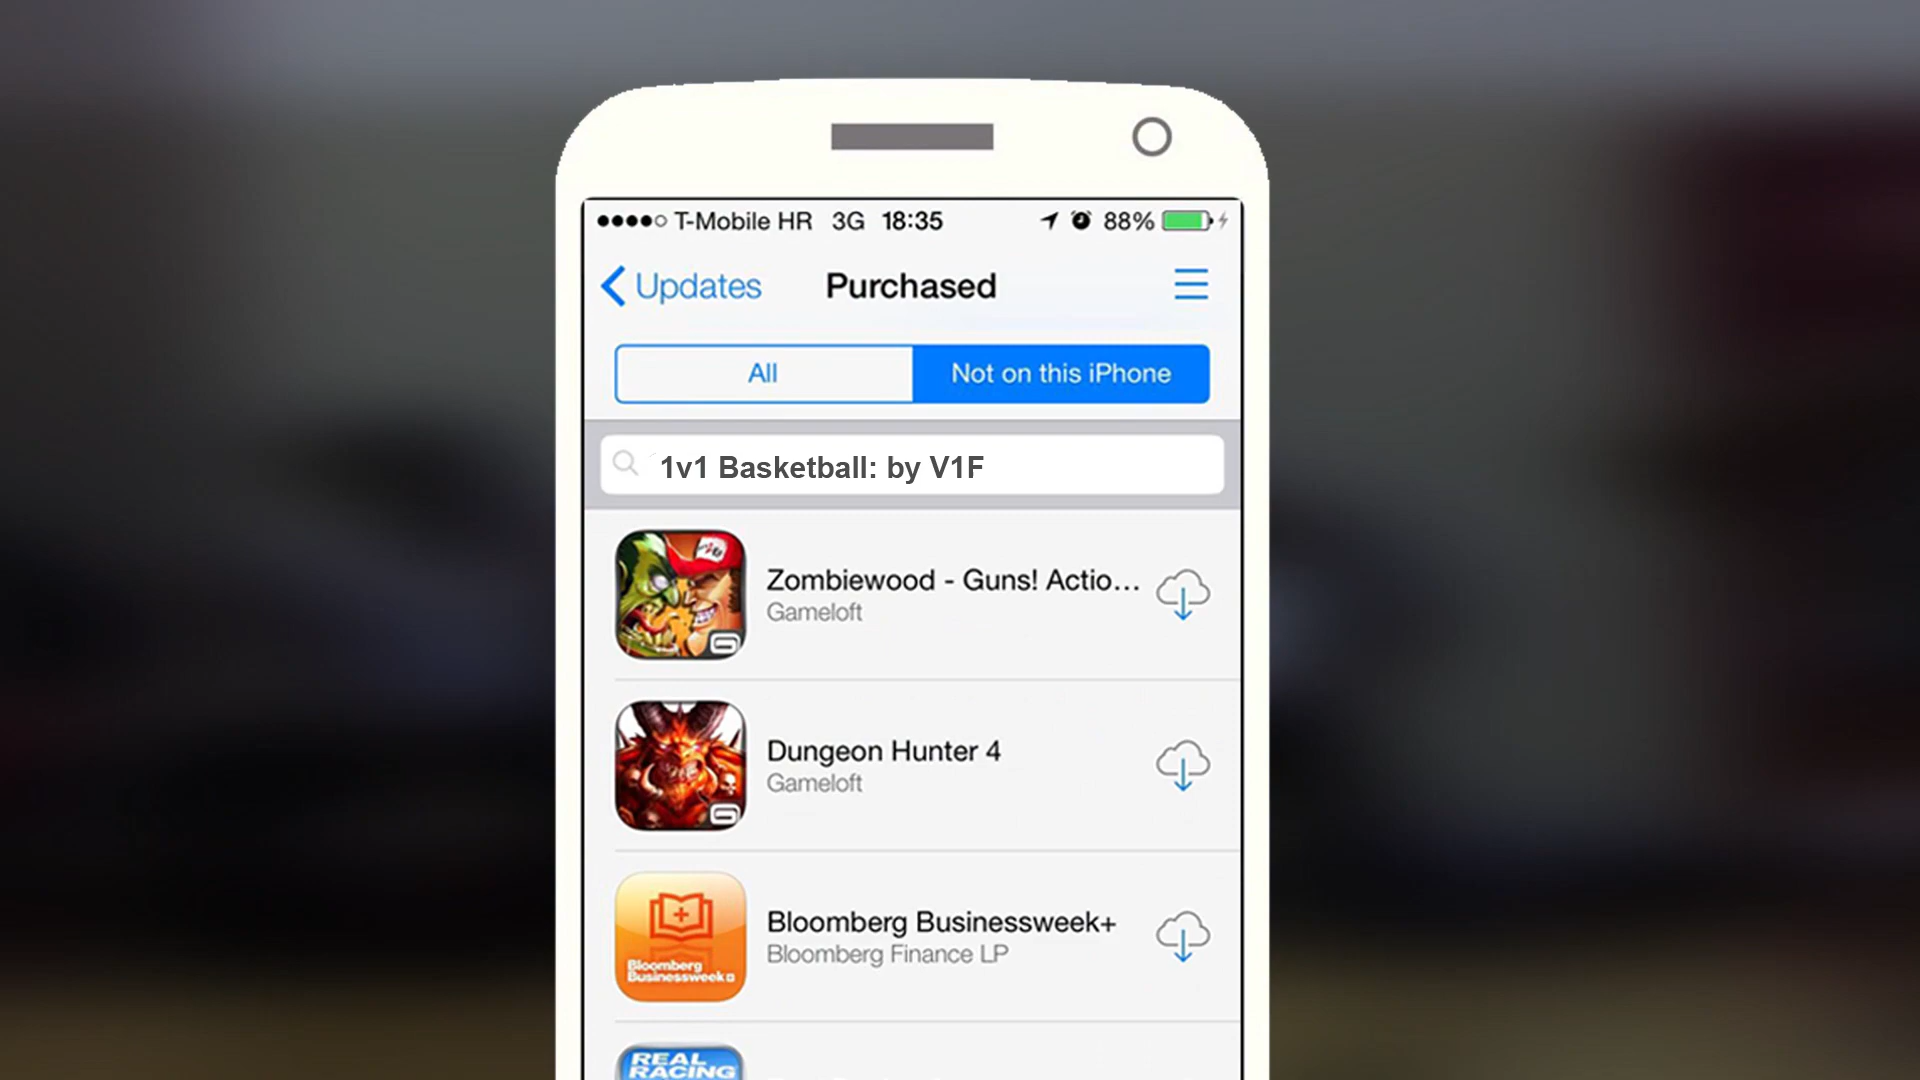 T-Mobile HR 3G 18:35 88%
Updates Purchased
All Not on this iPhone
1v1 Basketball: by V1F
Zombiewood - Guns! Actio...
Gameloft
Dungeon Hunter 4
Gameloft
Bloomberg Businessweek+
Bloomberg Finance LP
Bloomberg
Businessweek+
REAL
RACING